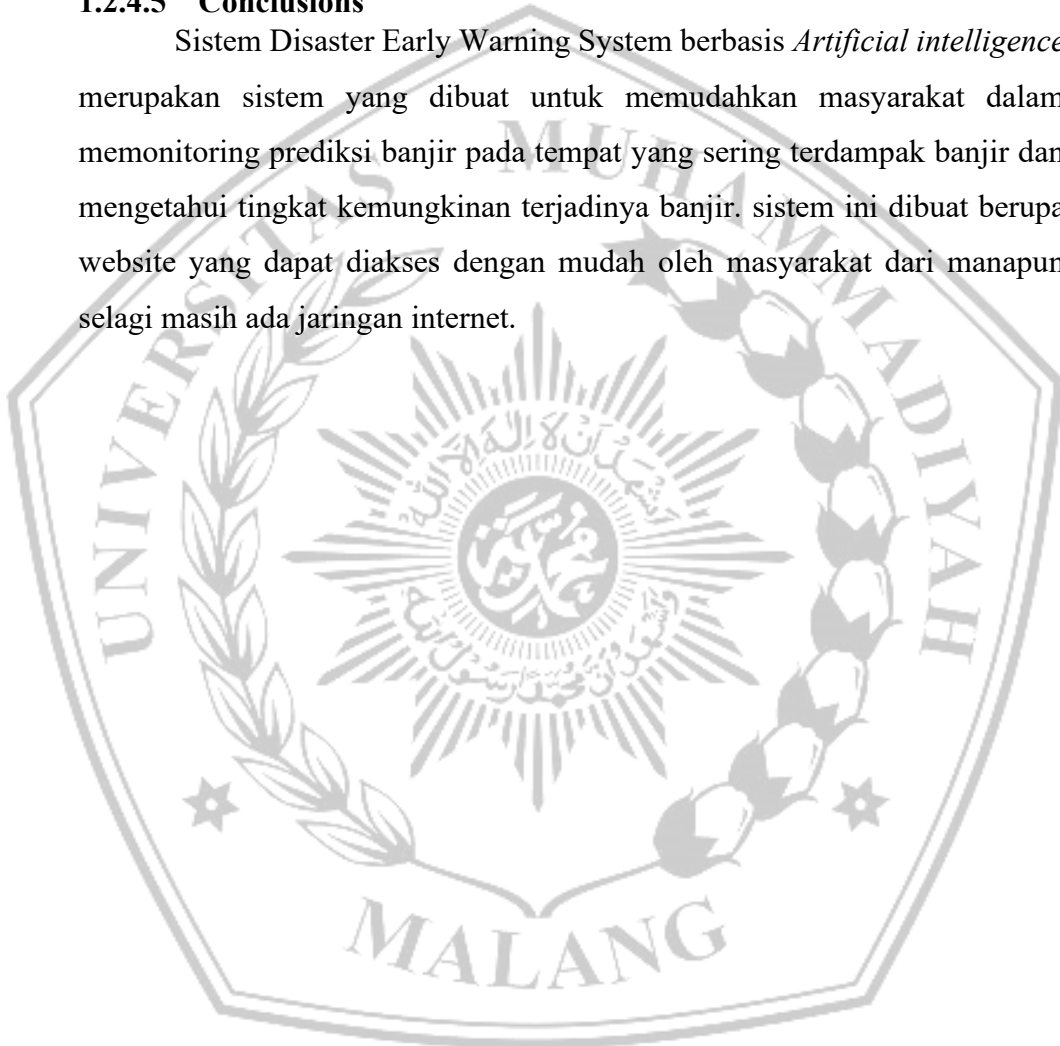 1.2.4.5 Conclusions
Sistem Disaster Early Warning System berbasis Artificial intelligence
merupakan sistem yang dibuat untuk memudahkan masyarakat dalam
memonitoring prediksi banjir pada tempat yang sering terdampak banjir dan
mengetahui tingkat kemungkinan terjadinya banjir. sistem ini dibuat berupa
website yang dapat diakses dengan mudah oleh masyarakat dari manapun
selagi masih ada jaringan internet.
UNIVERSITAS MUHAMMADIYAH
MALANG